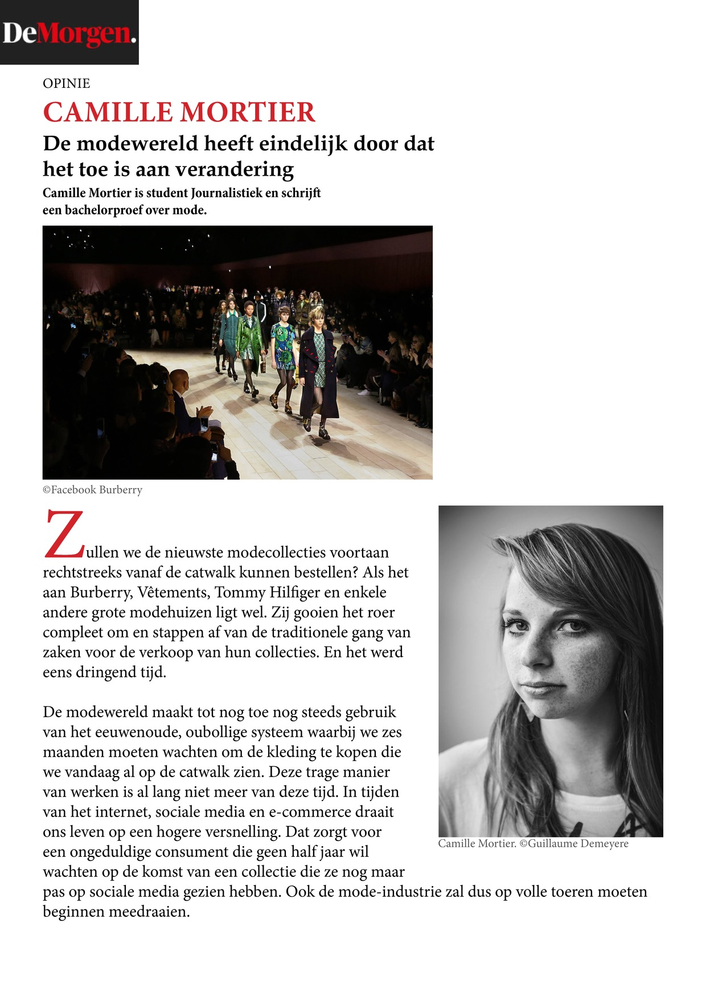 DeMorgen.
OPINIE
CAMILLE MORTIER
De modewereld heeft eindelijk door dat
het toe is aan verandering
Camille Mortier is student Journalistiek en schrijft
een bachelorproef over mode.
©Facebook Burberry
Zullen we de nieuwste modecollecties voortaan
rechtstreeks vanaf de catwalk kunnen bestellen? Als het
aan Burberry, Vêtements, Tommy Hilfiger en enkele
andere grote modehuizen ligt wel. Zij gooien het roer
compleet om en stappen af van de traditionele gang van
zaken voor de verkoop van hun collecties. En het werd
eens dringend tijd.
De modewereld maakt tot nog toe nog steeds gebruik
van het eeuwenoude, oubollige systeem waarbij we zes
maanden moeten wachten om de kleding te kopen die
we vandaag al op de catwalk zien. Deze trage manier
van werken is al lang niet meer van deze tijd. In tijden
van het internet, sociale media en e-commerce draait
ons leven op een hogere versnelling. Dat zorgt voor
een ongeduldige consument die geen half jaar wil
wachten op de komst van een collectie die ze nog maar
pas op sociale media gezien hebben. Ook de mode-industrie zal dus op volle toeren moeten
beginnen meedraaien.
Camille Mortier. ©Guillaume Demeyere